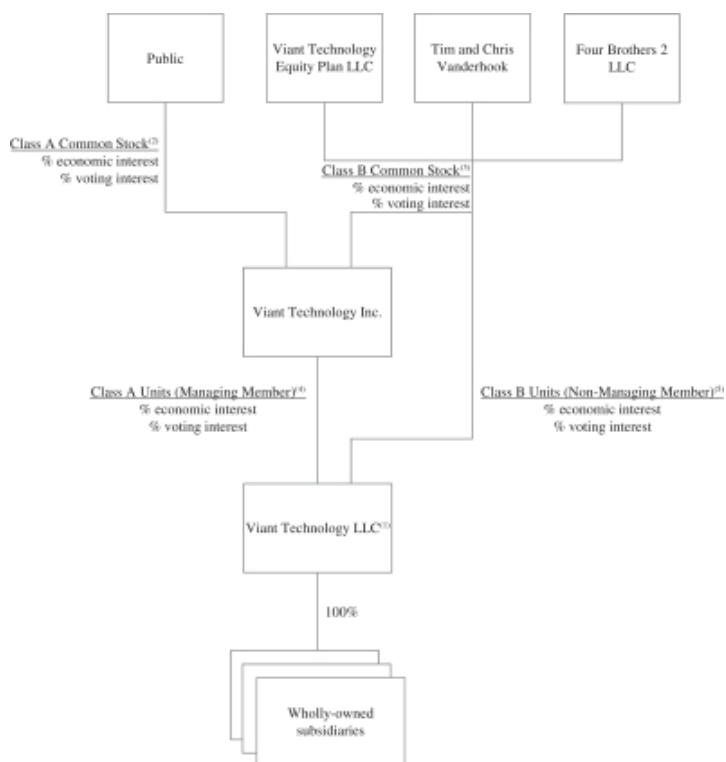 Public
Viant Technology
Equity Plan LLC
Tim and Chris
Vanderhook
Four Brothers 2
LLC
Class A Common Stock(2)
% economic interest
% voting interest
Class B Common Stock(3)
% economic interest
% voting interest
Viant Technology Inc.
Class A Units (Managing Member)(4)
% economic interest
% voting interest
Class B Units (Non-Managing Member)(5)
% economic interest
% voting interest
Viant Technology LLC(1)
100%
Wholly-owned
subsidiaries